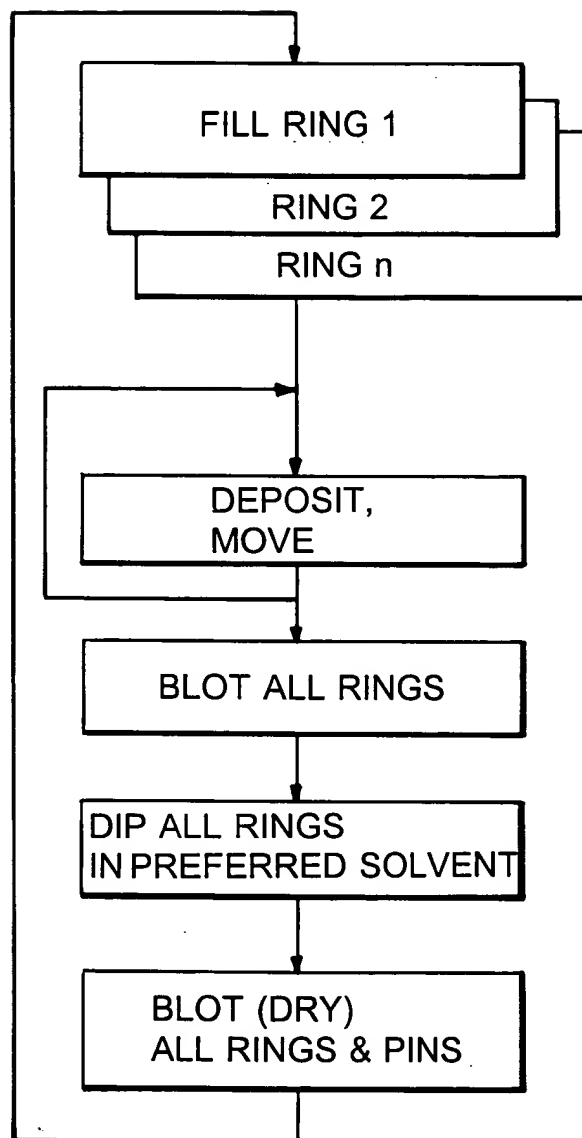 FILL RING 1
RING 2
RING n
DEPOSIT,
MOVE
BLOT ALL RINGS
DIP ALL RINGS
IN PREFERRED SOLVENT
BLOT (DRY)
ALL RINGS & PINS